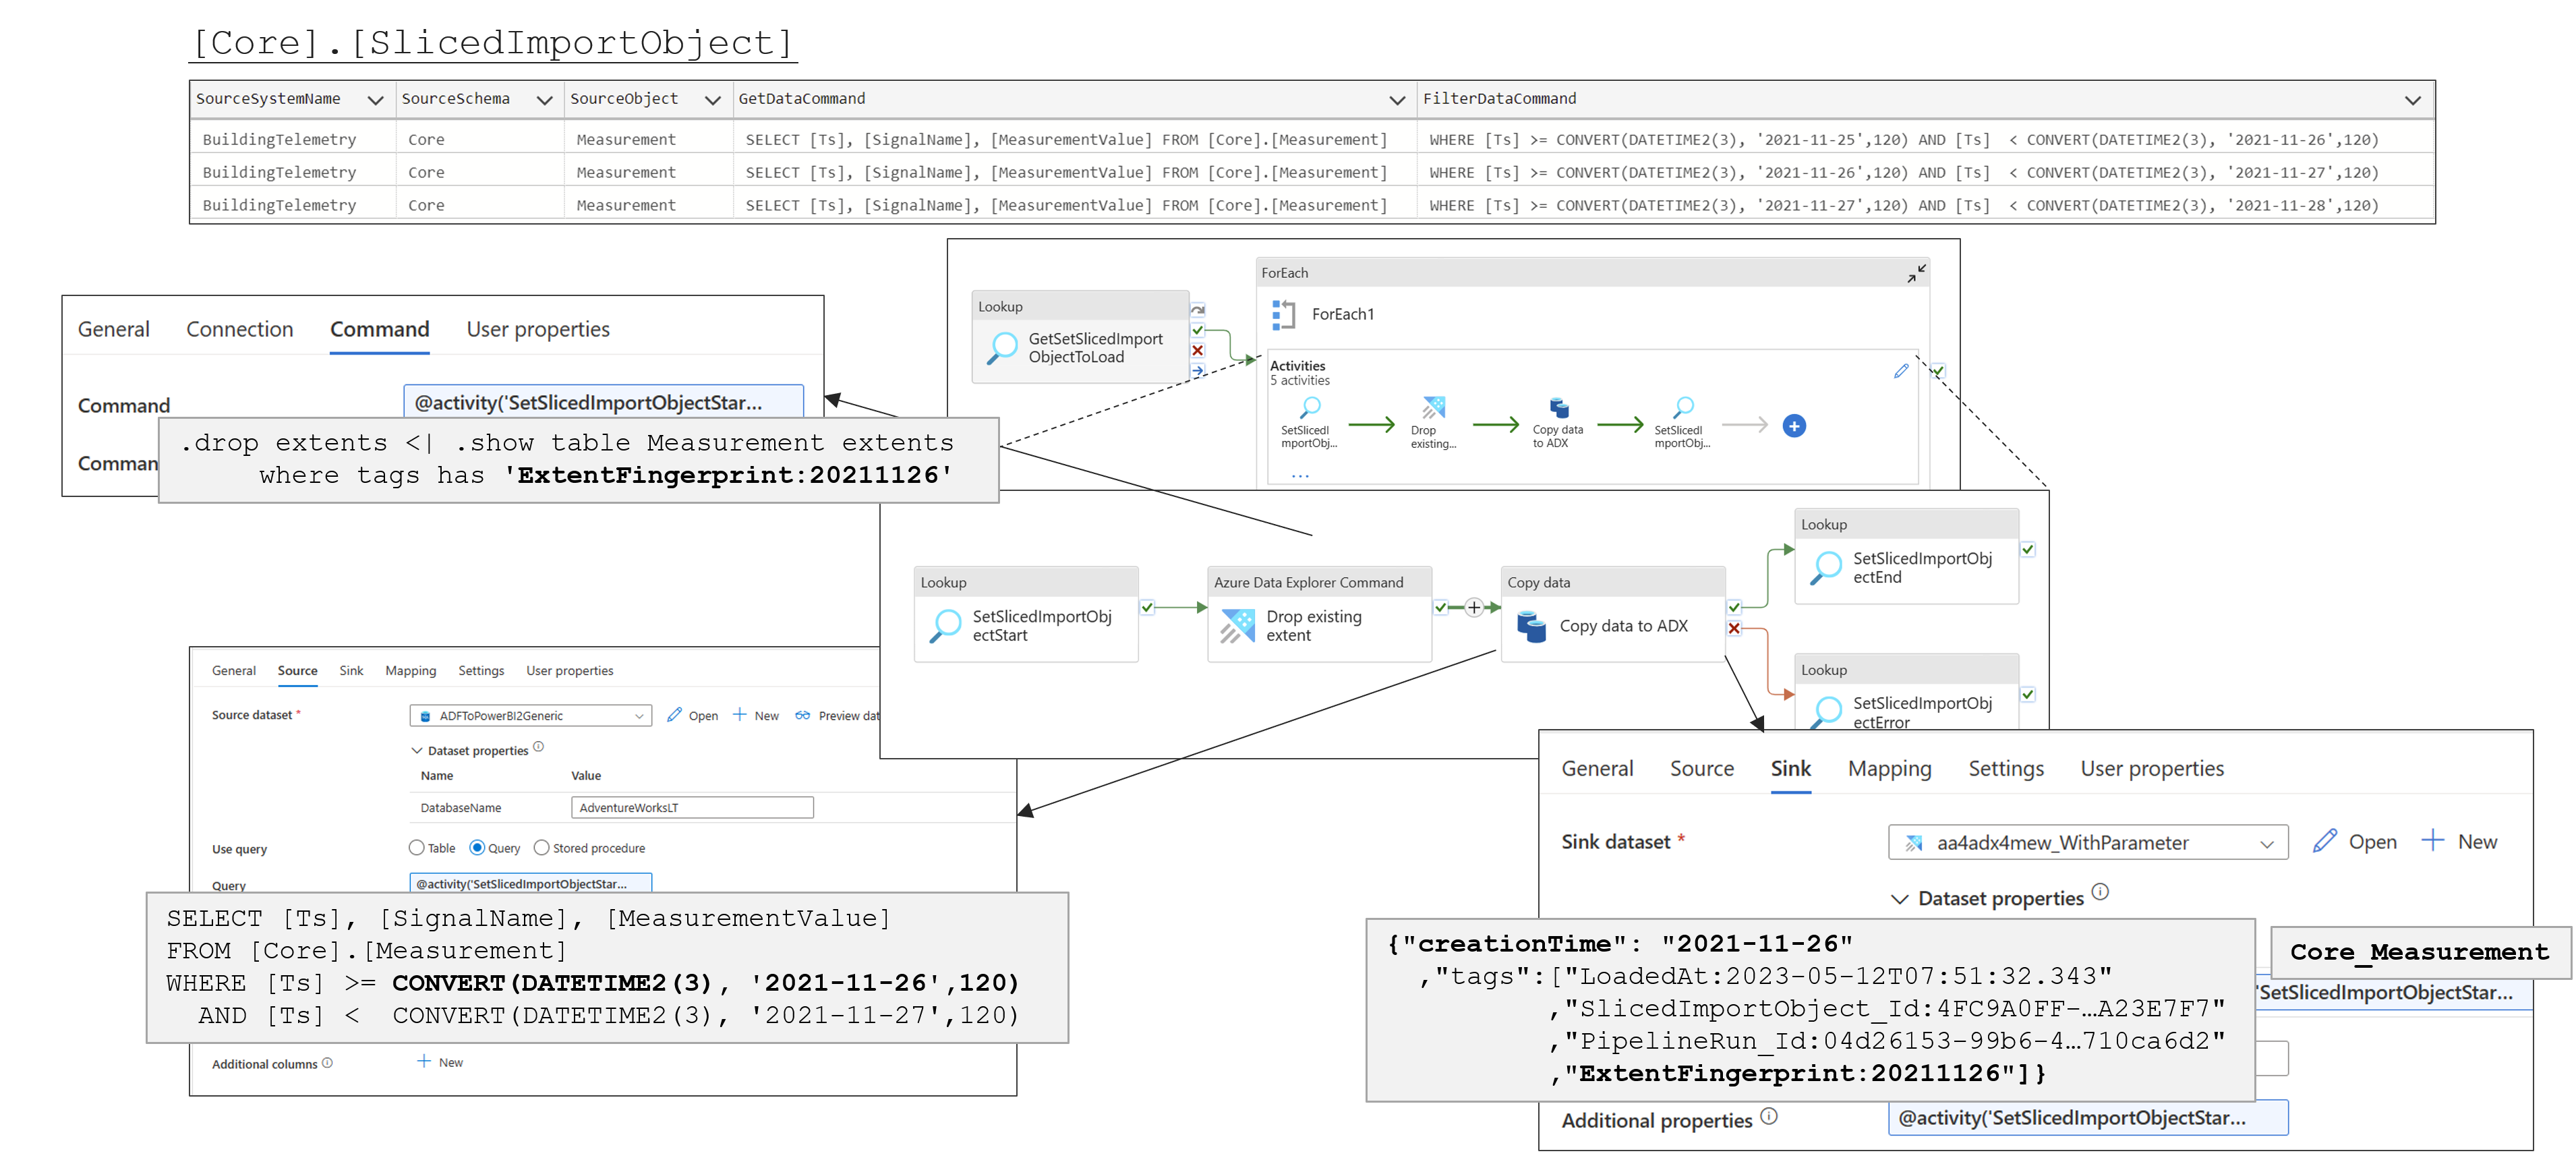 [Core].[SlicedImportObject]
SourceSystemName SourceSchema SourceObject GetDataCommand FilterDataCommand
BuildingTelemetry Core Measurement SELECT [Ts], [SignalName], [MeasurementValue] FROM [Core].[Measurement] WHERE [Ts] >= CONVERT(DATETIME2(3), '2021-11-25',120) AND [Ts] < CONVERT(DATETIME2(3), '2021-11-26',120)
BuildingTelemetry Core Measurement SELECT [Ts], [SignalName], [MeasurementValue] FROM [Core].[Measurement] WHERE [Ts] >= CONVERT(DATETIME2(3), '2021-11-26',120) AND [Ts] < CONVERT(DATETIME2(3), '2021-11-27',120)
BuildingTelemetry Core Measurement SELECT [Ts], [SignalName], [MeasurementValue] FROM [Core].[Measurement] WHERE [Ts] >= CONVERT(DATETIME2(3), '2021-11-27',120) AND [Ts] < CONVERT(DATETIME2(3), '2021-11-28',120)
Lookup
GetSetSlicedImport
ObjectToLoad
ForEach
ForEach1
Activities
5 activities
SetSlicedI
mportObj...
Drop
existing...
Copy data
to ADX
SetSlicedI
mportObj...
...
General Connection Command User properties
Command @activity('SetSlicedImportObjectStar...
Comman
.drop extents <| .show table Measurement extents
where tags has 'ExtentFingerprint:20211126'
Lookup
SetSlicedImportObj
ectStart
Azure Data Explorer Command
Drop existing
extent
Copy data
Copy data to ADX
Lookup
SetSlicedImportObj
ectEnd
Lookup
SetSlicedImportObj
ectError
General Source Sink Mapping Settings User properties
Source dataset * ADFToPowerBI2Generic Open New Preview dat
Dataset properties
Name Value
DatabaseName AdventureWorksLT
Use query Table Query Stored procedure
Query @activity('SetSlicedImportObjectStar...
SELECT [Ts], [SignalName], [MeasurementValue]
FROM [Core].[Measurement]
WHERE [Ts] >= CONVERT(DATETIME2(3), '2021-11-26',120)
AND [Ts] < CONVERT(DATETIME2(3), '2021-11-27',120)
Additional columns New
General Source Sink Mapping Settings User properties
Sink dataset * aa4adx4mew_WithParameter Open New
Dataset properties
Core_Measurement
'SetSlicedImportObjectStar...
{"creationTime": "2021-11-26"
,"tags":["LoadedAt:2023-05-12T07:51:32.343"
,"SlicedImportObject_Id:4FC9A0FF-…A23E7F7"
,"PipelineRun_Id:04d26153-99b6-4…710ca6d2"
,"ExtentFingerprint:20211126"]}
Additional properties @activity('SetSlicedImportObjectStar...